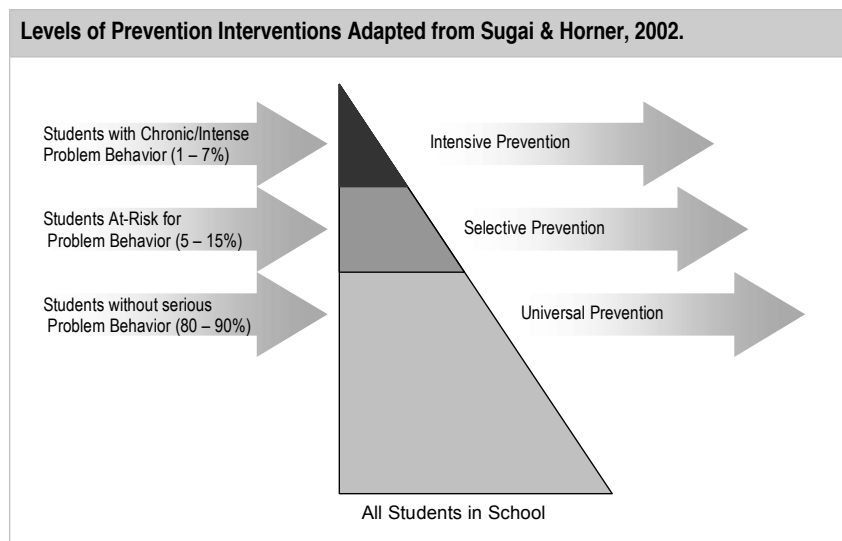 Levels of Prevention Interventions Adapted from Sugai & Horner, 2002.
Students with Chronic/Intense
Problem Behavior (1 – 7%)
Intensive Prevention
Students At-Risk for
Problem Behavior (5 – 15%)
Selective Prevention
Students without serious
Problem Behavior (80 – 90%)
Universal Prevention
All Students in School